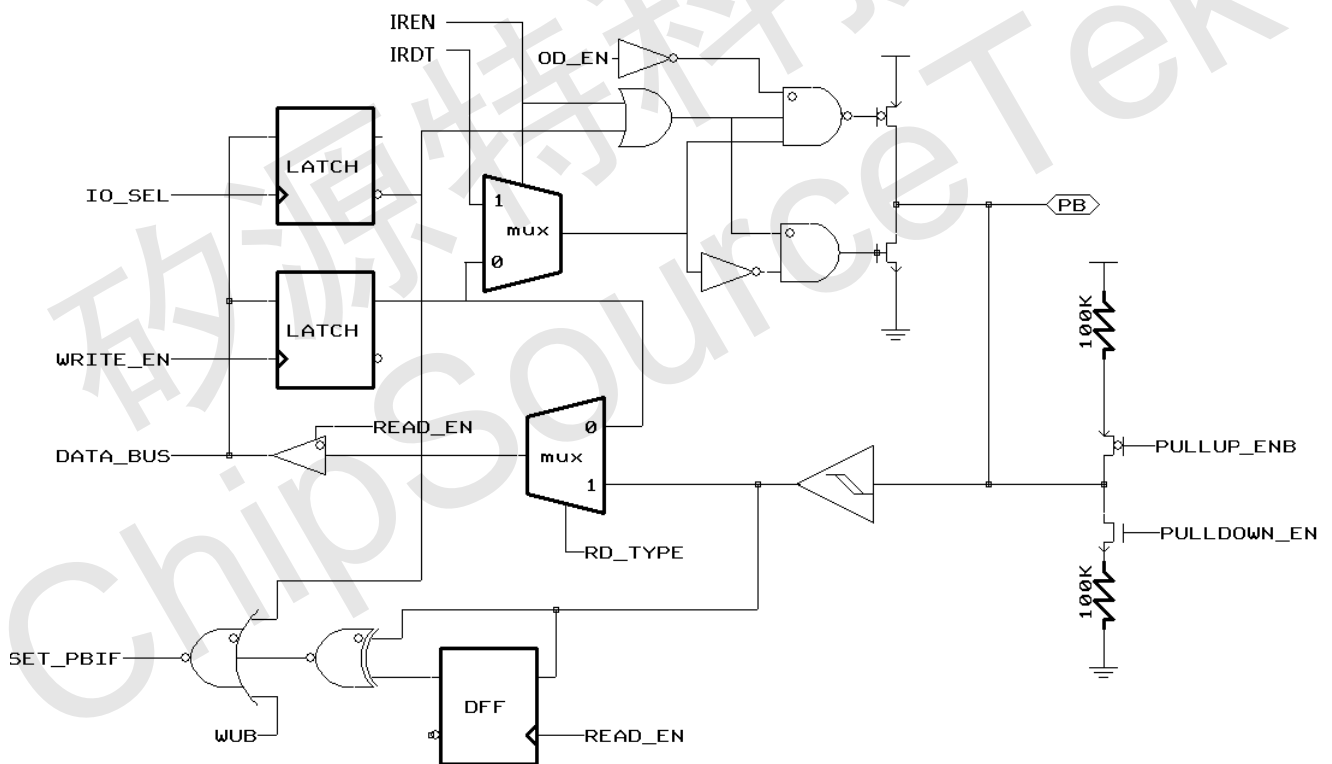 IREN
IRDT
OD_EN
LATCH
IO_SEL
1
mux
0
PB
LATCH
WRITE_EN
100K
READ_EN
DATA_BUS
0
mux
1
PULLUP_ENB
RD_TYPE
PULLDOWN_EN
100K
SET_PBIF
DFF
WUB
READ_EN
矽源特科技
ChipSourceTek